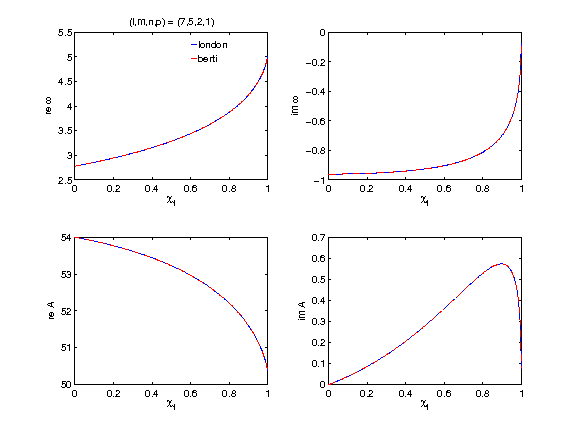 (l,m,n,p) = (7,5,2,1)
5.5
5
4.5
4
3.5
3
2.5
re ω
london
berti
0 0.2 0.4 0.6 0.8 1
χf
0
−0.2
−0.4
−0.6
−0.8
−1
im ω
0 0.2 0.4 0.6 0.8 1
χf
54
53
52
51
50
re A
0 0.2 0.4 0.6 0.8 1
χf
0.7
0.6
0.5
0.4
0.3
0.2
0.1
0
im A
0 0.2 0.4 0.6 0.8 1
χf